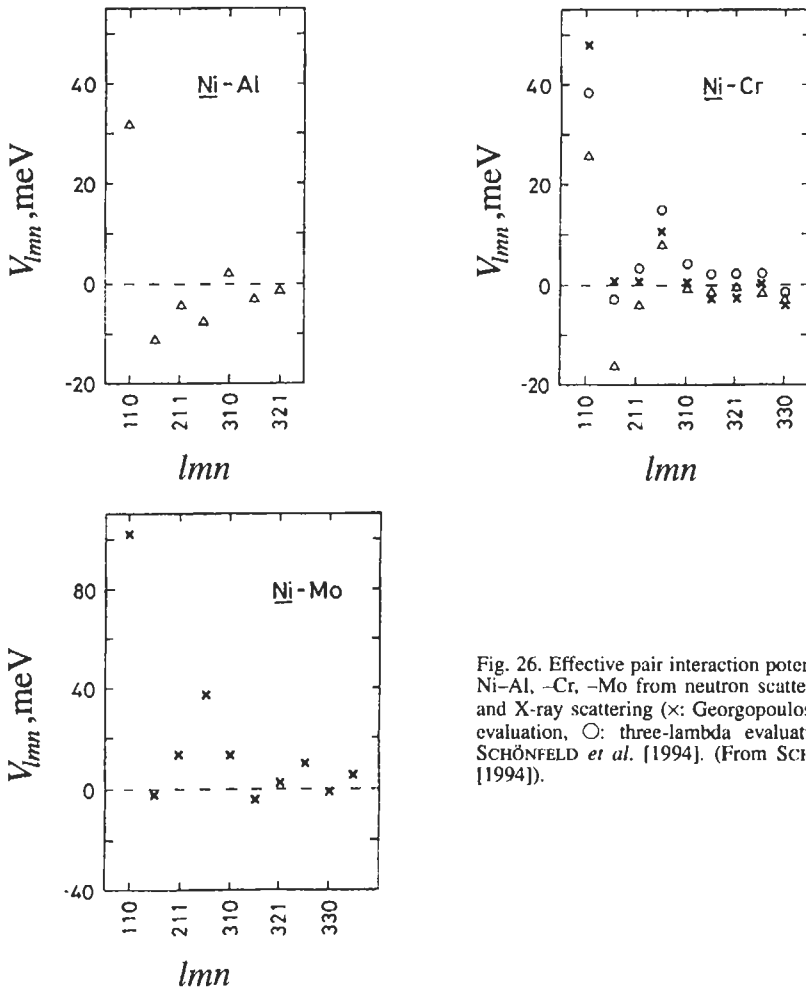 Ni-Al
40
20
0
-20
V_lmn, meV
110
211
310
321
lmn
Ni-Cr
40
20
0
-20
V_lmn, meV
110
211
310
321
330
lmn
Ni-Mo
80
40
0
-40
V_lmn, meV
110
211
310
321
330
lmn
Fig. 26. Effective pair interaction poten
Ni–Al, –Cr, –Mo from neutron scatte
and X-ray scattering (×: Georgopoulos
evaluation, ○: three-lambda evaluat
SCHÖNFELD et al. [1994]. (From SCH
[1994]).